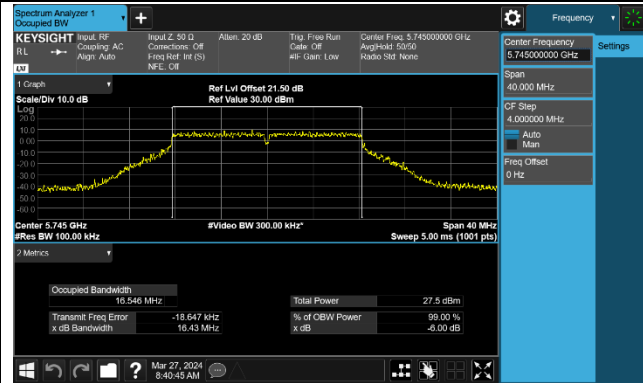 Spectrum Analyzer 1
Occupied BW
Frequency
KEYSIGHT
RL
LXI
Input: RF
Coupling: AC
Align: Auto
Input Z: 50 Ω
Corrections: Off
Freq Ref: Int (S)
NFE: Off
Atten: 20 dB
Trig: Free Run
Gate: Off
#IF Gain: Low
Center Freq: 5.745000000 GHz
Avg|Hold: 50/50
Radio Std: None
Center Frequency
5.745000000 GHz
Settings
Span
40.000 MHz
CF Step
4.000000 MHz
Auto
Man
Freq Offset
0 Hz
1 Graph
Scale/Div 10.0 dB
Ref Lvl Offset 21.50 dB
Ref Value 30.00 dBm
Log
20.0
10.0
0.00
-10.0
-20.0
-30.0
-40.0
-50.0
-60.0
Center 5.745 GHz
#Res BW 100.00 kHz
#Video BW 300.00 kHz*
Span 40 MHz
Sweep 5.00 ms (1001 pts)
2 Metrics
Occupied Bandwidth
16.546 MHz
Total Power 27.5 dBm
Transmit Freq Error -18.647 kHz
% of OBW Power 99.00 %
x dB Bandwidth 16.43 MHz
x dB -6.00 dB
Mar 27, 2024
8:40:45 AM